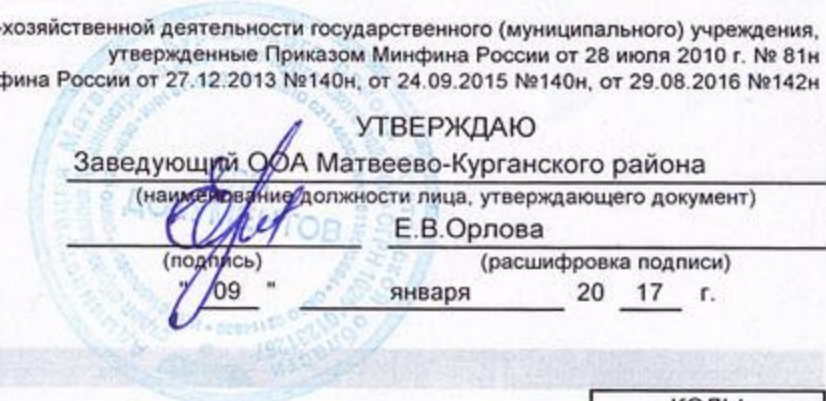 -хозяйственной деятельности государственного (муниципального) учреждения,
утвержденные Приказом Минфина России от 28 июля 2010 г. № 81н
фина России от 27.12.2013 №140н, от 24.09.2015 №140н, от 29.08.2016 №142н
УТВЕРЖДАЮ
Заведующий ООА Матвеево-Курганского района
(наименование должности лица, утверждающего документ)
Е.В.Орлова
(подпись) (расшифровка подписи)
" 09 " января 20 17 г.